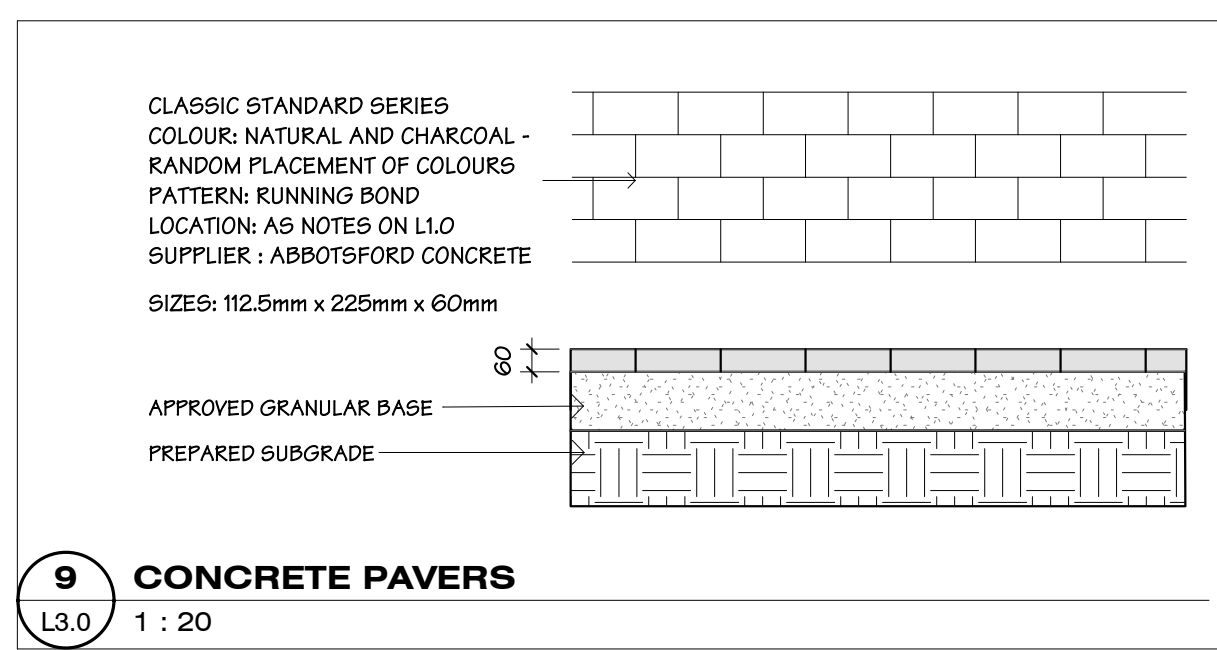 CLASSIC STANDARD SERIES
COLOUR: NATURAL AND CHARCOAL -
RANDOM PLACEMENT OF COLOURS
PATTERN: RUNNING BOND
LOCATION: AS NOTES ON L1.0
SUPPLIER : ABBOTSFORD CONCRETE
SIZES: 112.5mm x 225mm x 60mm
60
APPROVED GRANULAR BASE
PREPARED SUBGRADE
9
CONCRETE PAVERS
L3.0
1 : 20